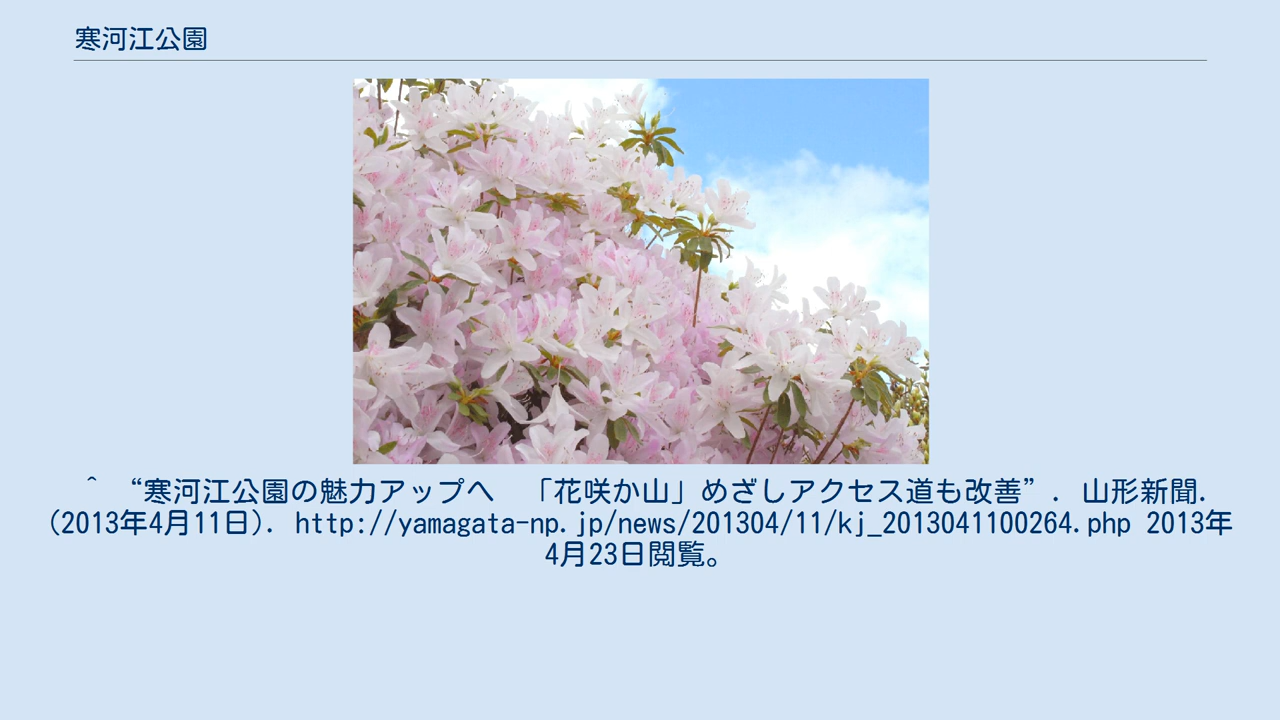 寒河江公園
^ “寒河江公園の魅力アップへ　「花咲か山」めざしアクセス道も改善”. 山形新聞.
(2013年4月11日). http://yamagata-np.jp/news/201304/11/kj_2013041100264.php 2013年
4月23日閲覧。